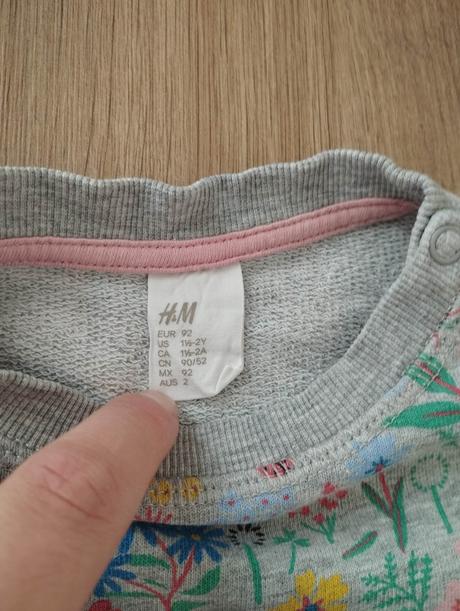 H&M
EUR 92
US 1½-2Y
CA 1½-2A
CN 90/52
MX 92
AUS 2